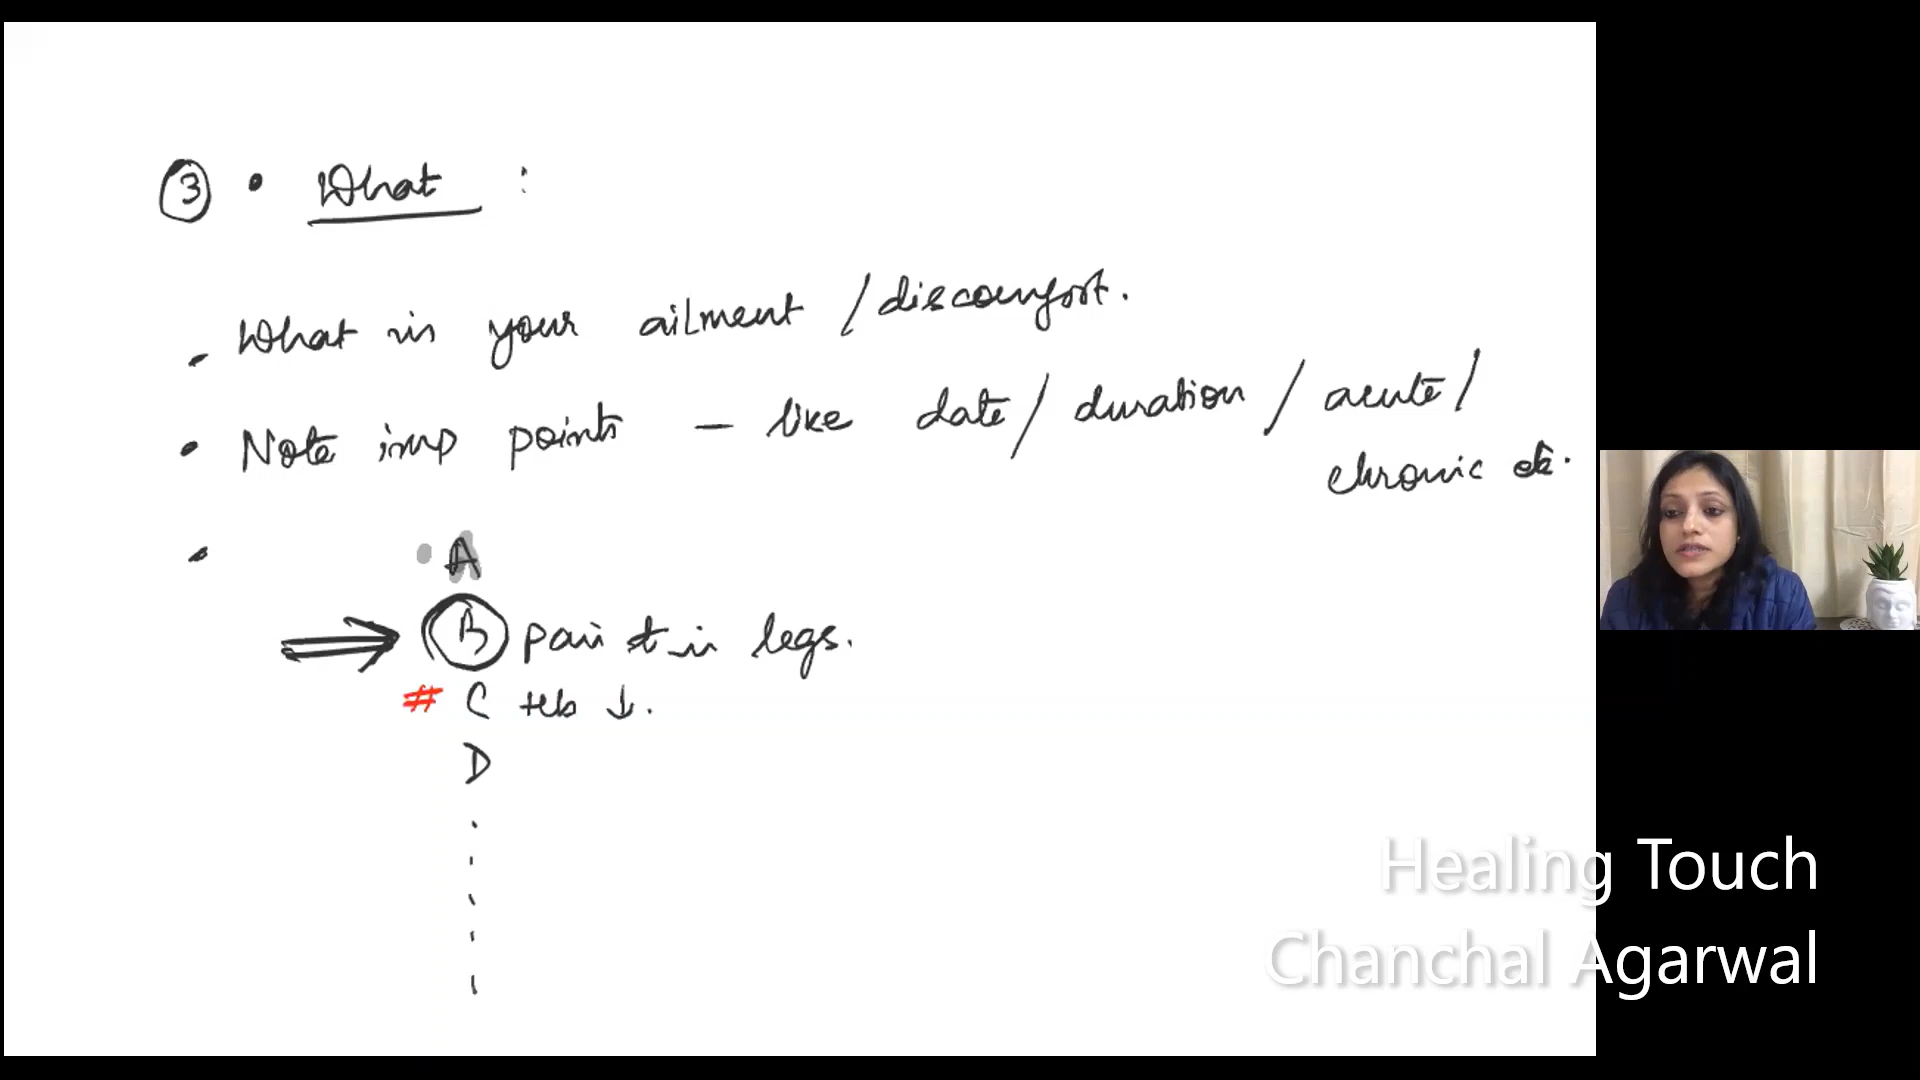 ③ • What :
• What is your ailment / discomfort.
• Note imp points – like date / duration / acute /
chronic etc.
• A
B pain in legs.
# C Hb ↓.
D
Healing Touch
Chanchal Agarwal